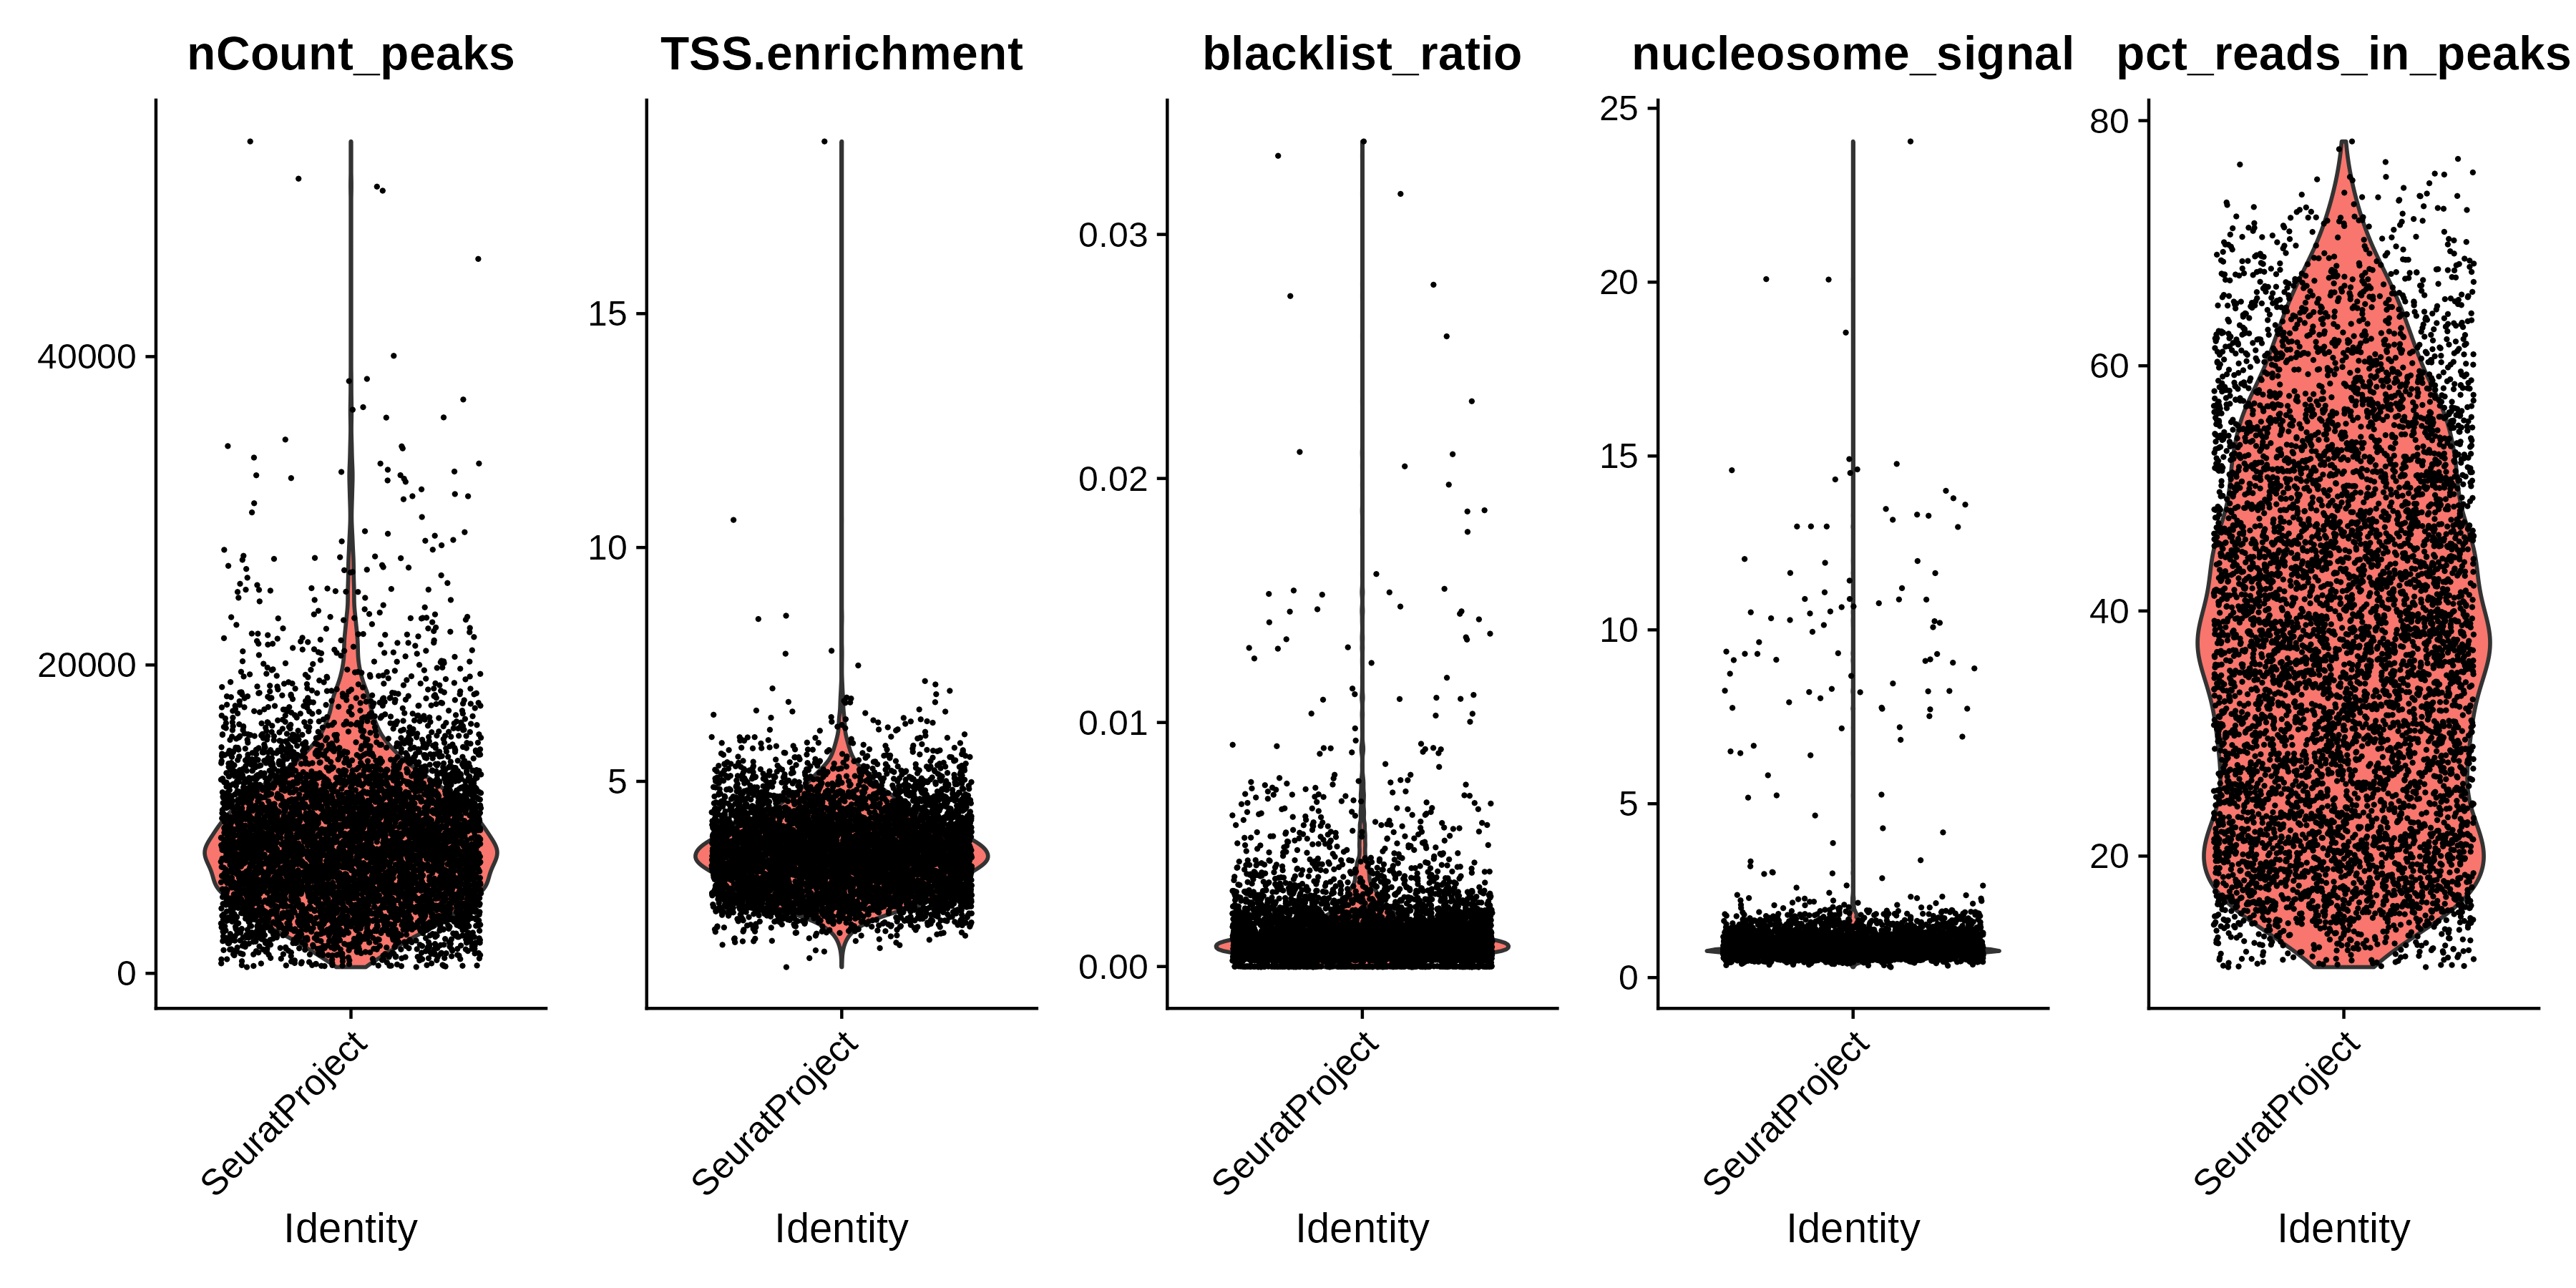 nCount_peaks
40000
20000
0
SeuratProject
Identity
TSS.enrichment
15
10
5
SeuratProject
Identity
blacklist_ratio
0.03
0.02
0.01
0.00
SeuratProject
Identity
nucleosome_signal
25
20
15
10
5
0
SeuratProject
Identity
pct_reads_in_peaks
80
60
40
20
SeuratProject
Identity